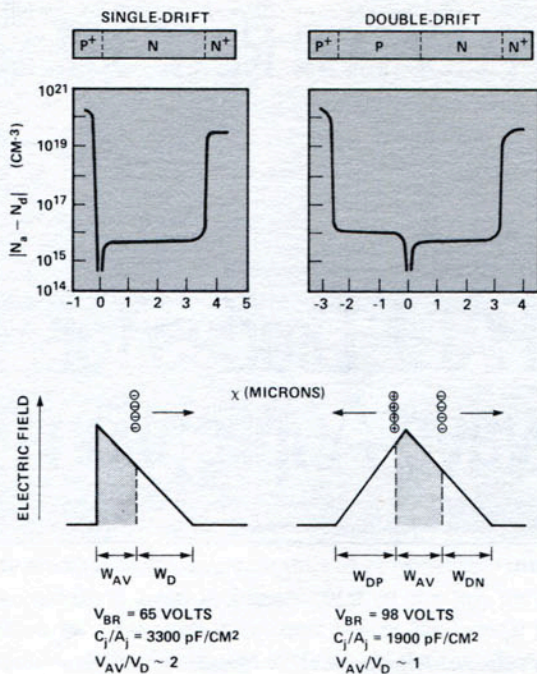 SINGLE-DRIFT
DOUBLE-DRIFT
P+ N N+
P+ P N N+
|Na − Nd| (CM-3)
10^21
10^19
10^17
10^15
10^14
-1 0 1 2 3 4 5
-3 -2 -1 0 1 2 3 4
χ (MICRONS)
ELECTRIC FIELD
WAV WD
WDP WAV WDN
VBR = 65 VOLTS
Cj/Aj = 3300 pF/CM2
VAV/VD ~ 2
VBR = 98 VOLTS
Cj/Aj = 1900 pF/CM2
VAV/VD ~ 1